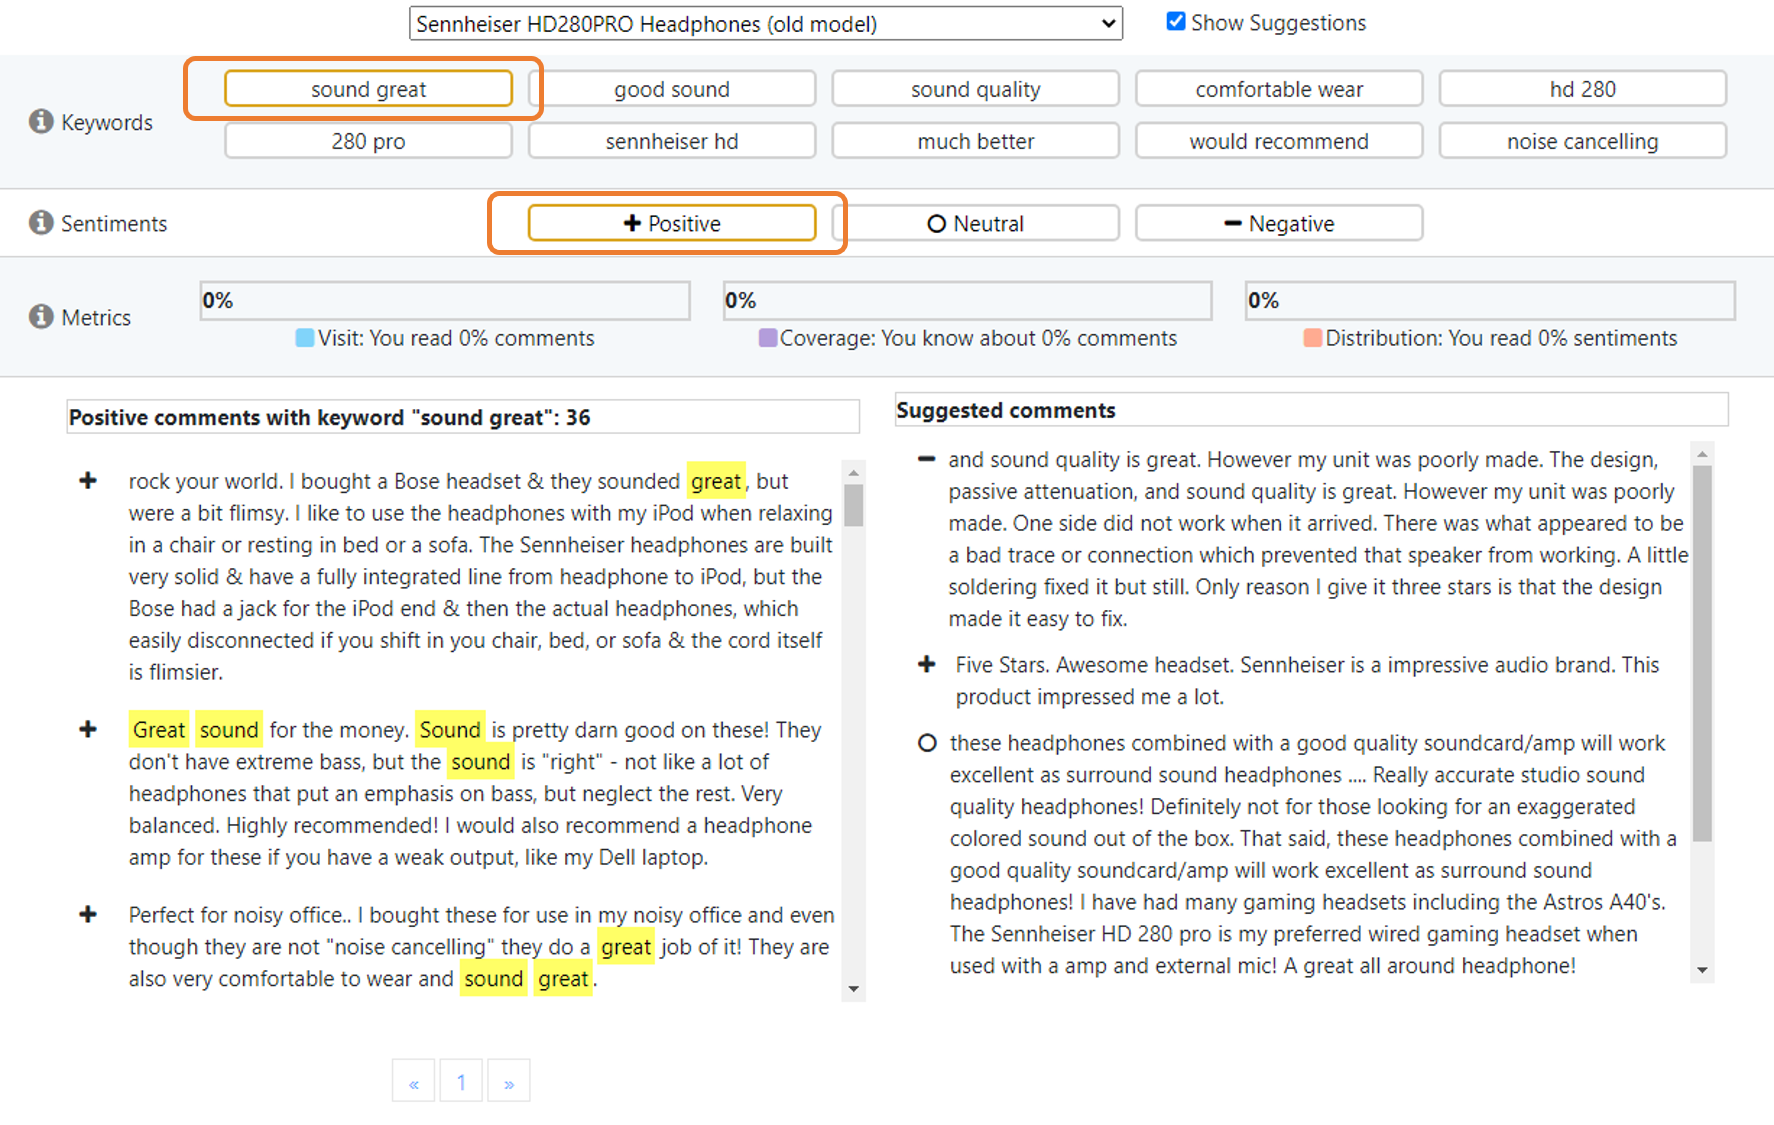 Sennheiser HD280PRO Headphones (old model)
Show Suggestions
Keywords
sound great
good sound
sound quality
comfortable wear
hd 280
280 pro
sennheiser hd
much better
would recommend
noise cancelling
Sentiments
Positive
Neutral
Negative
Metrics
0%
0%
0%
Visit: You read 0% comments
Coverage: You know about 0% comments
Distribution: You read 0% sentiments
Positive comments with keyword "sound great": 36
rock your world. I bought a Bose headset & they sounded great, but
were a bit flimsy. I like to use the headphones with my iPod when relaxing
in a chair or resting in bed or a sofa. The Sennheiser headphones are built
very solid & have a fully integrated line from headphone to iPod, but the
Bose had a jack for the iPod end & then the actual headphones, which
easily disconnected if you shift in you chair, bed, or sofa & the cord itself
is flimsier.
Great sound for the money. Sound is pretty darn good on these! They
don't have extreme bass, but the sound is "right" - not like a lot of
headphones that put an emphasis on bass, but neglect the rest. Very
balanced. Highly recommended! I would also recommend a headphone
amp for these if you have a weak output, like my Dell laptop.
Perfect for noisy office.. I bought these for use in my noisy office and even
though they are not "noise cancelling" they do a great job of it! They are
also very comfortable to wear and sound great.
« 1 »
Suggested comments
and sound quality is great. However my unit was poorly made. The design,
passive attenuation, and sound quality is great. However my unit was poorly
made. One side did not work when it arrived. There was what appeared to be
a bad trace or connection which prevented that speaker from working. A little
soldering fixed it but still. Only reason I give it three stars is that the design
made it easy to fix.
Five Stars. Awesome headset. Sennheiser is a impressive audio brand. This
product impressed me a lot.
these headphones combined with a good quality soundcard/amp will work
excellent as surround sound headphones .... Really accurate studio sound
quality headphones! Definitely not for those looking for an exaggerated
colored sound out of the box. That said, these headphones combined with a
good quality soundcard/amp will work excellent as surround sound
headphones! I have had many gaming headsets including the Astros A40's.
The Sennheiser HD 280 pro is my preferred wired gaming headset when
used with a amp and external mic! A great all around headphone!